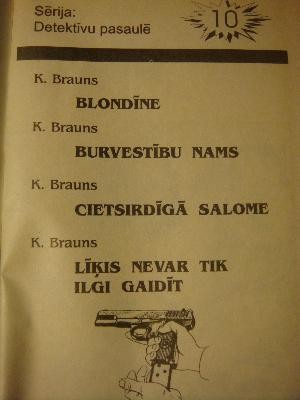 Sērija:
Detektīvu pasaulē
10
K. Brauns
BLONDĪNE
K. Brauns
BURVESTĪBU NAMS
K. Brauns
CIETSIRDĪGĀ SALOME
K. Brauns
LĪĶIS NEVAR TIK
ILGI GAIDĪT